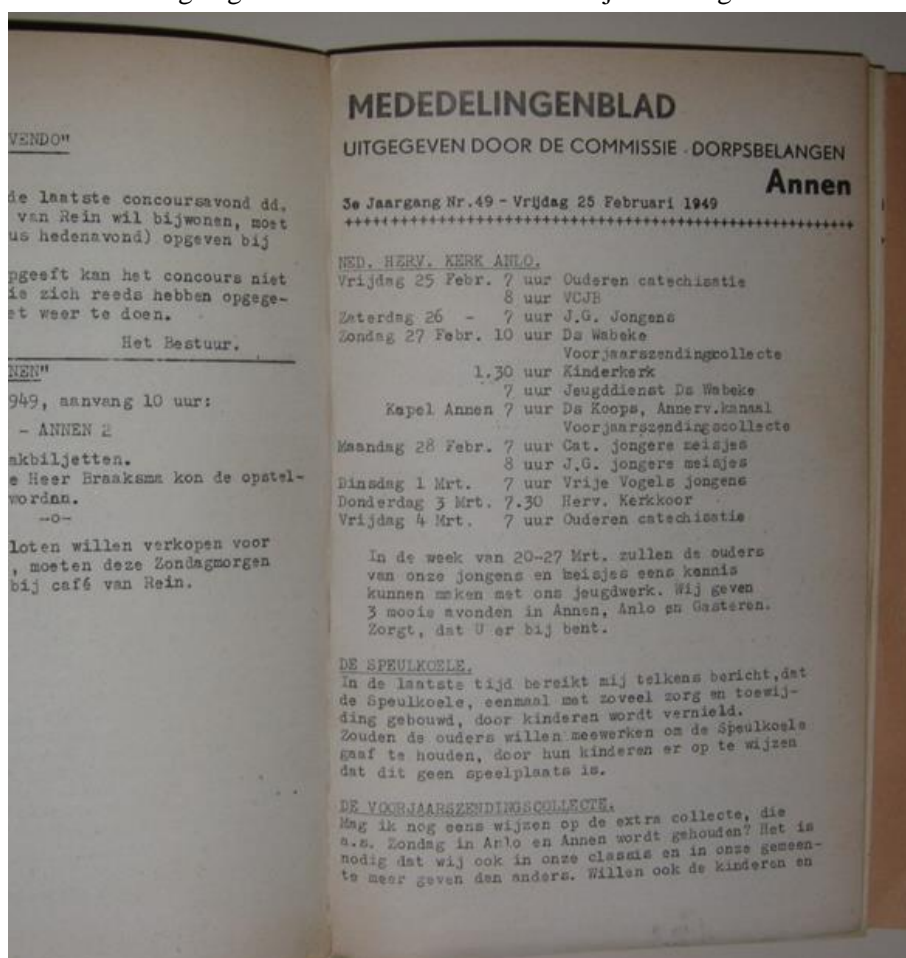 VENDO"
de laatste concoursavond dd.
van Rein wil bijwonen, moet
us hedenavond) opgeven bij
pgeeft kan het concours niet
ie zich reeds hebben opgege-
et weer te doen.
Het Bestuur.
NEN"
949, aanvang 10 uur:
- ANNEN 2
akbiljetten.
e Heer Braaksma kon de opstel-
worden.
-o-
loten willen verkopen voor
, moeten deze Zondagmorgen
bij café van Rein.
MEDEDELINGENBLAD
UITGEGEVEN DOOR DE COMMISSIE - DORPSBELANGEN
Annen
3e Jaargang Nr.49 - Vrijdag 25 Februari 1949
NED. HERV. KERK ANLO.
Vrijdag 25 Febr. 7 uur Ouderen catechisatie
8 uur VCJB
Zaterdag 26 - 7 uur J.G. Jongens
Zondag 27 Febr. 10 uur Ds Wabeke
Voorjaarszendingscollecte
1.30 uur Kinderkerk
7 uur Jeugddienst Ds Wabeke
Kapel Annen 7 uur Ds Koops, Annerv.kanaal
Voorjaarszendingscollecte
Maandag 28 Febr. 7 uur Cat. jongere meisjes
8 uur J.G. jongere meisjes
Dinsdag 1 Mrt. 7 uur Vrije Vogels jongens
Donderdag 3 Mrt. 7.30 Herv. Kerkkoor
Vrijdag 4 Mrt. 7 uur Ouderen catechisatie
In de week van 20-27 Mrt. zullen de ouders
van onze jongens en meisjes eens kennis
kunnen maken met ons jeugdwerk. Wij geven
3 mooie avonden in Annen, Anlo en Gasteren.
Zorgt, dat U er bij bent.
DE SPEULKOELE.
In de laatste tijd bereikt mij telkens bericht,dat
de Speulkoele, eenmaal met zoveel zorg en toewij-
ding gebouwd, door kinderen wordt vernield.
Zouden de ouders willen meewerken om de Speulkoele
gaaf te houden, door hun kinderen er op te wijzen
dat dit geen speelplaats is.
DE VOORJAARSZENDINGSCOLLECTE.
Mag ik nog eens wijzen op de extra collecte, die
a.s. Zondag in Anlo en Annen wordt gehouden? Het is
nodig dat wij ook in onze classis en in onze gemeen-
te meer geven dan anders. Willen ook de kinderen en